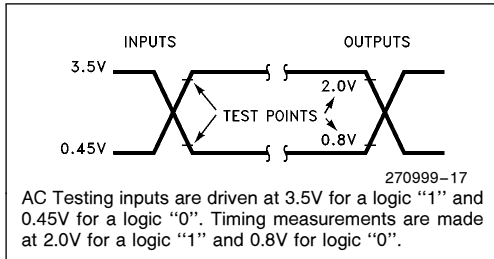 INPUTS OUTPUTS
3.5V
2.0V
TEST POINTS
0.8V
0.45V
270999–17
AC Testing inputs are driven at 3.5V for a logic ‘‘1’’ and
0.45V for a logic ‘‘0’’. Timing measurements are made
at 2.0V for a logic ‘‘1’’ and 0.8V for logic ‘‘0’’.